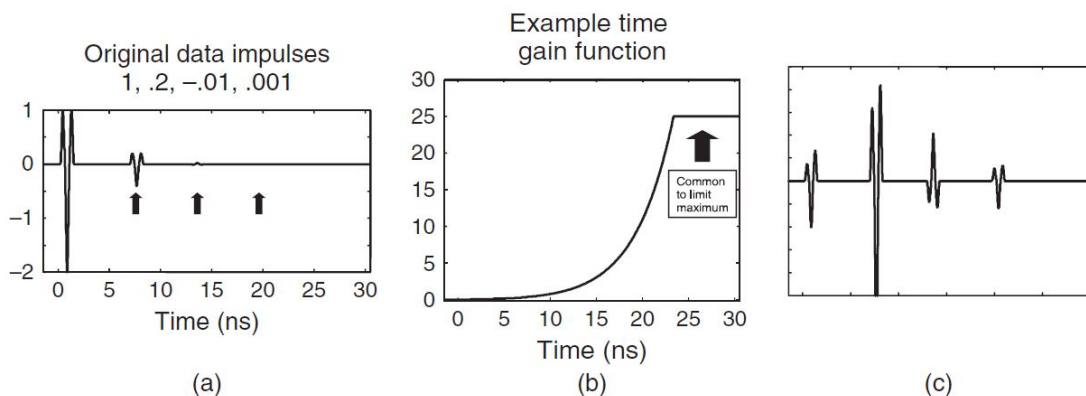 Original data impulses
1, .2, −.01, .001
1
0
−1
−2
0 5 10 15 20 25 30
Time (ns)
(a)
Example time
gain function
30
25
20
15
10
5
0
Common
to limit
maximum
0 5 10 15 20 25 30
Time (ns)
(b)
(c)